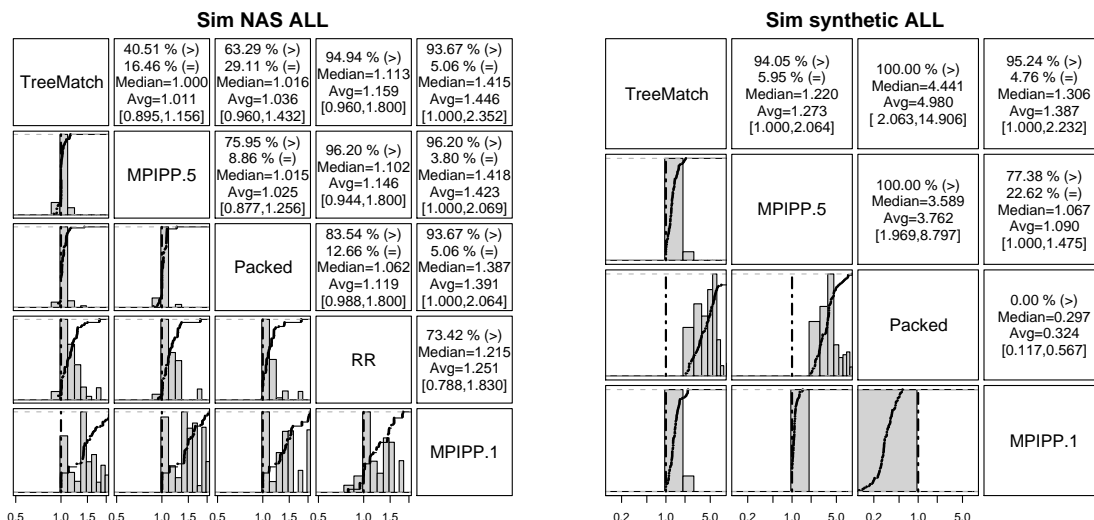 Sim NAS ALL
TreeMatch
40.51 % (>)
16.46 % (=)
Median=1.000
Avg=1.011
[0.895,1.156]
63.29 % (>)
29.11 % (=)
Median=1.016
Avg=1.036
[0.960,1.432]
94.94 % (>)
Median=1.113
Avg=1.159
[0.960,1.800]
93.67 % (>)
5.06 % (=)
Median=1.415
Avg=1.446
[1.000,2.352]
MPIPP.5
75.95 % (>)
8.86 % (=)
Median=1.015
Avg=1.025
[0.877,1.256]
96.20 % (>)
Median=1.102
Avg=1.146
[0.944,1.800]
96.20 % (>)
3.80 % (=)
Median=1.418
Avg=1.423
[1.000,2.069]
Packed
83.54 % (>)
12.66 % (=)
Median=1.062
Avg=1.119
[0.988,1.800]
93.67 % (>)
5.06 % (=)
Median=1.387
Avg=1.391
[1.000,2.064]
RR
73.42 % (>)
Median=1.215
Avg=1.251
[0.788,1.830]
MPIPP.1
0.5 1.0 1.5 0.5 1.0 1.5 0.5 1.0 1.5 0.5 1.0 1.5
Sim synthetic ALL
TreeMatch
94.05 % (>)
5.95 % (=)
Median=1.220
Avg=1.273
[1.000,2.064]
100.00 % (>)
Median=4.441
Avg=4.980
[ 2.063,14.906]
95.24 % (>)
4.76 % (=)
Median=1.306
Avg=1.387
[1.000,2.232]
MPIPP.5
100.00 % (>)
Median=3.589
Avg=3.762
[1.969,8.797]
77.38 % (>)
22.62 % (=)
Median=1.067
Avg=1.090
[1.000,1.475]
Packed
0.00 % (>)
Median=0.297
Avg=0.324
[0.117,0.567]
MPIPP.1
0.2 1.0 5.0 0.2 1.0 5.0 0.2 1.0 5.0